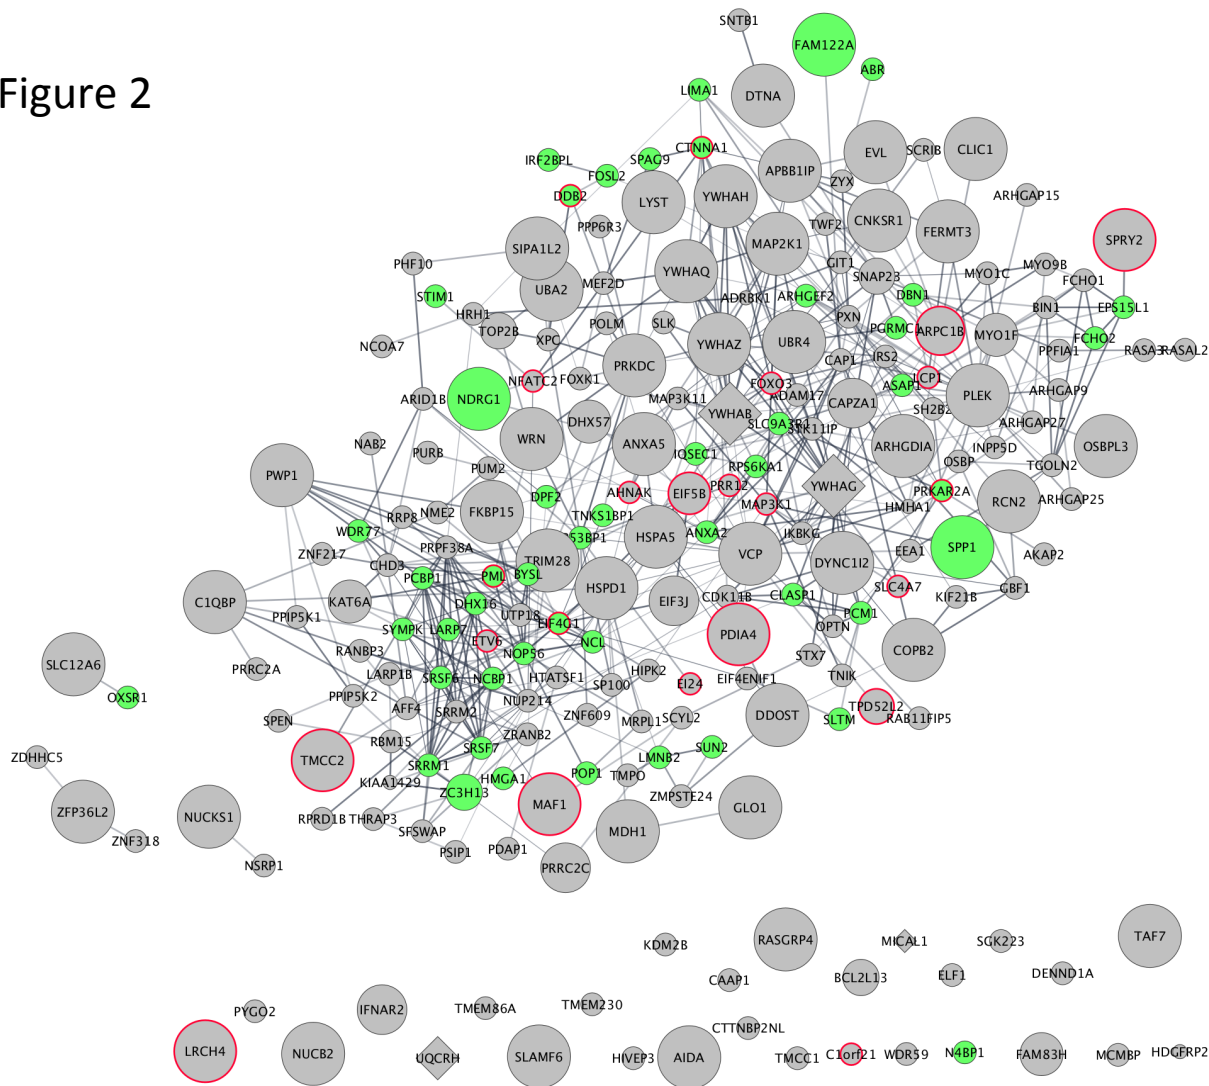 Figure 2
SNTB1
FAM122A
ABR
LIMA1
DTNA
IRF2BPL
SPAG9
CTNNA1
EVL
SCRIB
CLIC1
FOSL2
APBB1IP
ZYX
DDB2
LYST
YWHAH
ARHGAP15
PPP6R3
TWF2
CNKSR1
FERMT3
SPRY2
SIPA1L2
MAP2K1
PHF10
YWHAQ
GIT1
SNAP23
MYO1C
MYO9B
FCHO1
STIM1
UBA2
MEF2D
ADRBK1
ARHGEF2
DBN1
BIN1
EPS15L1
HRH1
TOP2B
XPC
POLM
SLK
PXN
PGRMC1
ARPC1B
MYO1F
FCHO2
NCOA7
YWHAZ
UBR4
CAP1
IRS2
PPFIA1
RASA3
RASAL2
PRKDC
NFATC2
FOXK1
FOXO3
ASAP1
LCP1
ARID1B
NDRG1
MAP3K11
ADAM17
PLEK
ARHGAP9
YWHAB
CAPZA1
SH2B2
DHX57
SLC9A3R1
STK11IP
ARHGAP27
NAB2
PURB
WRN
ANXA5
IQSEC1
ARHGDIA
INPP5D
OSBPL3
PWP1
PUM2
RPS6KA1
OSBP
TGOLN2
DPF2
AHNAK
EIF5B
PRR12
YWHAG
PRKAR2A
ARHGAP25
NME2
FKBP15
MAP3K1
HMHA1
RCN2
RRP8
TNKS1BP1
WDR77
53BP1
ANXA2
IKBKG
HSPA5
SPP1
ZNF217
PRPF38A
CHD3
TRIM28
VCP
DYNC1I2
EEA1
AKAP2
PCBP1
PML
BYSL
HSPD1
SLC4A7
GBF1
C1QBP
KAT6A
DHX16
EIF3J
CDK11B
CLASP1
KIF21B
PPIP5K1
UTP18
EIF4G1
PCM1
SYMPK
LARP7
OPTN
ETV6
NCL
PDIA4
RANBP3
NOP56
COPB2
SLC12A6
PRRC2A
STX7
LARP1B
SRSF6
NCBP1
HTATSF1
SP100
HIPK2
EI24
EIF4ENIF1
TNIK
OXSR1
PPIP5K2
NUP214
AFF4
SRRM2
TPD52L2
SPEN
ZNF609
MRPL1
SCYL2
DDOST
SLTM
RAB11FIP5
ZRANB2
RBM15
SRSF7
SUN2
ZDHHC5
TMCC2
SRRM1
LMNB2
HMGA1
POP1
TMPO
KIAA1429
ZC3H13
ZMPSTE24
ZFP36L2
NUCKS1
MAF1
GLO1
RPRD1B
THRAP3
SFSWAP
MDH1
ZNF318
PSIP1
PDAP1
NSRP1
PRRC2C
KDM2B
RASGRP4
MICAL1
SGK223
TAF7
CAAP1
BCL2L13
ELF1
DENND1A
PYGO2
IFNAR2
TMEM86A
TMEM230
CTTNBP2NL
LRCH4
NUCB2
UQCRH
SLAMF6
HIVEP3
AIDA
TMCC1
C1orf21
WDR59
N4BP1
FAM83H
MCMBP
HDGFRP2